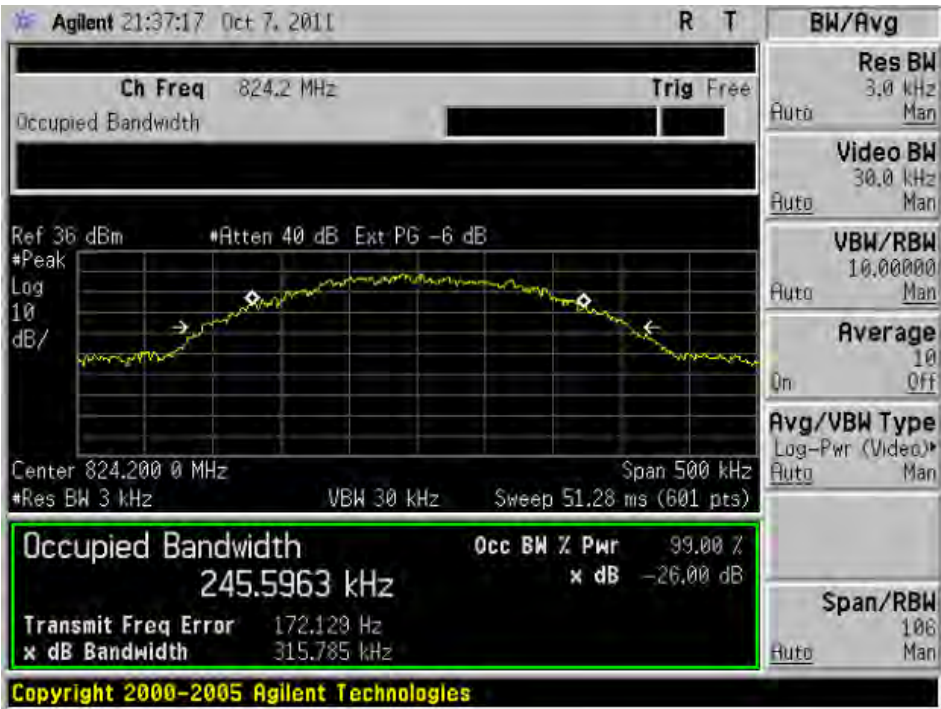 Agilent 21:37:17 Oct 7, 2011 R T
Ch Freq 824.2 MHz Trig Free
Occupied Bandwidth
Ref 36 dBm #Atten 40 dB Ext PG -6 dB
#Peak
Log
10
dB/
Center 824.200 0 MHz Span 500 kHz
#Res BW 3 kHz VBW 30 kHz Sweep 51.28 ms (601 pts)
Occupied Bandwidth Occ BW % Pwr 99.00 %
245.5963 kHz x dB -26.00 dB
Transmit Freq Error 172.129 Hz
x dB Bandwidth 315.785 kHz
Copyright 2000-2005 Agilent Technologies
BW/Avg
Res BW
3.0 kHz
Auto Man
Video BW
30.0 kHz
Auto Man
VBW/RBW
10.00000
Auto Man
Average
10
On Off
Avg/VBW Type
Log-Pwr (Video)
Auto Man
Span/RBW
106
Auto Man